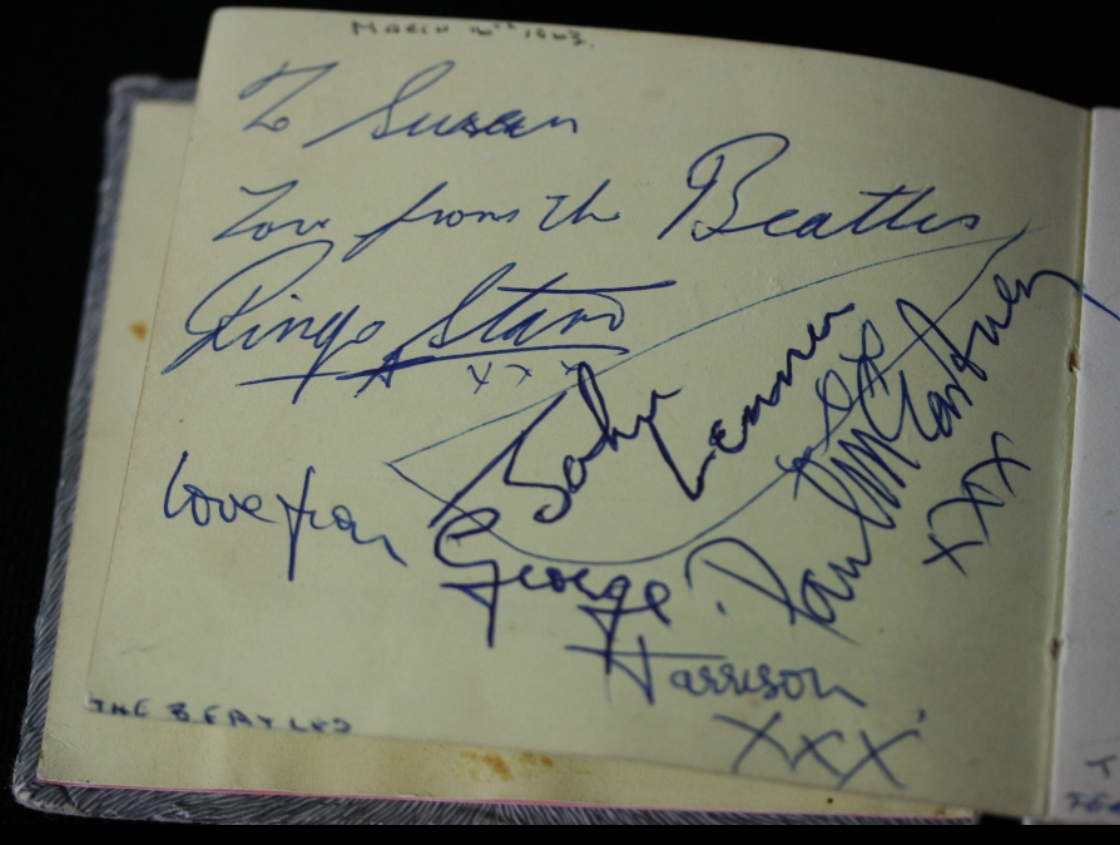 MARCH 1963.
To Susan
Love from the Beatles
Ringo Starr
xxx
John Lennon
xxx
Paul McCartney
xxx
love from George
Harrison
XXX
THE BEATLES